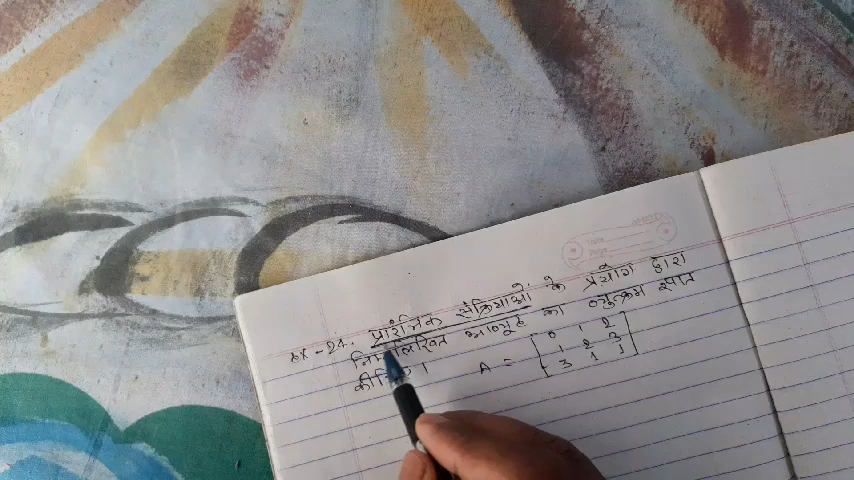 Ex-24. प्रारंभिक संक्रियाओं के प्रयोग द्वारा
निम्नलिखित आव्यूह का व्युत्क्रम ज्ञात
कीजिए। A = [0 1 2
1 2 3
3 1 1]